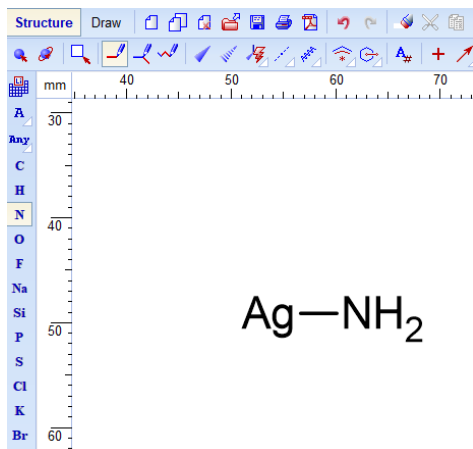 Structure Draw
mm 40 50 60 70
A
Any
C
H
N
O
F
Na
Si
P
S
Cl
K
Br
30
40
50
60
Ag—NH₂
A#